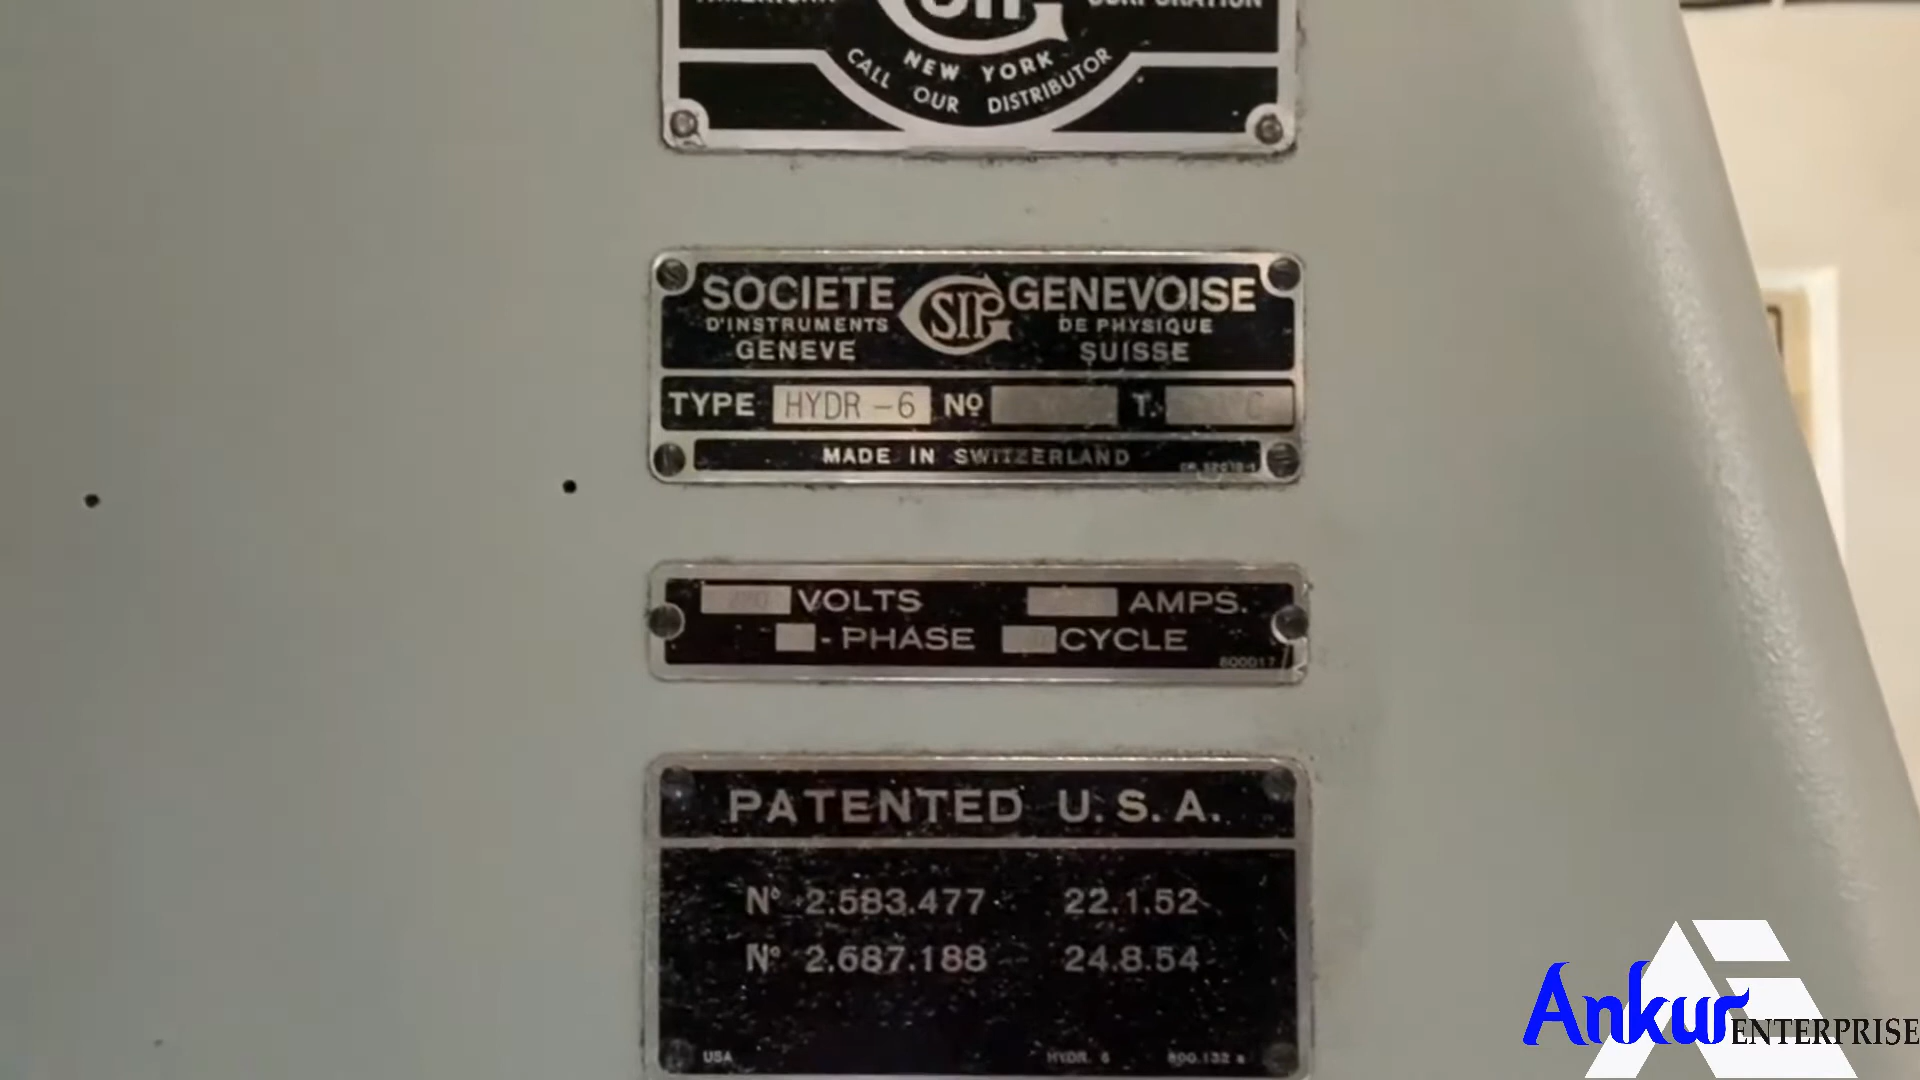 NEW YORK
CALL OUR DISTRIBUTOR
SOCIETE SIP GENEVOISE
D'INSTRUMENTS DE PHYSIQUE
GENEVE SUISSE
TYPE HYDR-6 Nº T.
MADE IN SWITZERLAND
VOLTS AMPS.
-PHASE CYCLE
800017
PATENTED U.S.A.
Nº 2.583.477 22.1.52
Nº 2.687.188 24.8.54
USA HYDR. 6 800.132 a
Ankur ENTERPRISE